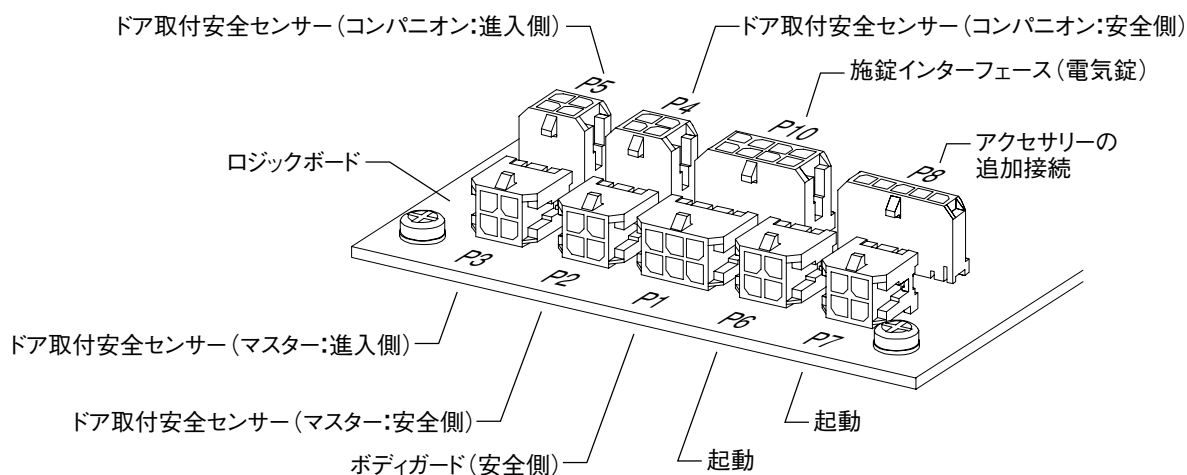 ドア取付安全センサー（コンパニオン：進入側）
ドア取付安全センサー（コンパニオン：安全側）
施錠インターフェース（電気錠）
P5
P4
P10
アクセサリーの
追加接続
P8
ロジックボード
P3
P2
P1
P6
P7
ドア取付安全センサー（マスター：進入側）
ドア取付安全センサー（マスター：安全側）
起動
ボディガード（安全側）
起動